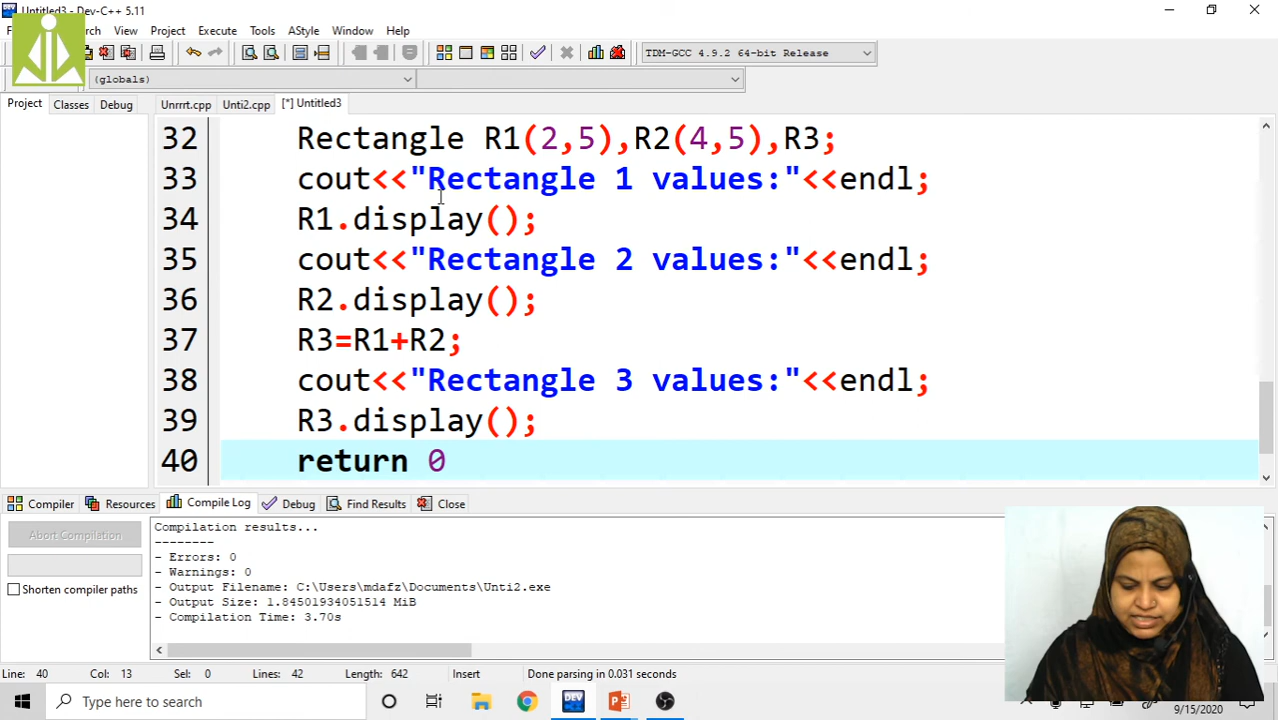 Untitled3 - Dev-C++ 5.11
View Project Execute Tools AStyle Window Help
TDM-GCC 4.9.2 64-bit Release
(globals)
Project Classes Debug Unrrrt.cpp Unti2.cpp [*] Untitled3
32 Rectangle R1(2,5),R2(4,5),R3;
33 cout<<"Rectangle 1 values:"<<endl;
34 R1.display();
35 cout<<"Rectangle 2 values:"<<endl;
36 R2.display();
37 R3=R1+R2;
38 cout<<"Rectangle 3 values:"<<endl;
39 R3.display();
40 return 0
Compiler Resources Compile Log Debug Find Results Close
Abort Compilation
Shorten compiler paths
Compilation results...
--------
- Errors: 0
- Warnings: 0
- Output Filename: C:\Users\mdafz\Documents\Unti2.exe
- Output Size: 1.84501934051514 MiB
- Compilation Time: 3.70s
Line: 40 Col: 13 Sel: 0 Lines: 42 Length: 642 Insert Done parsing in 0.031 seconds
Type here to search
DEV
9/15/2020